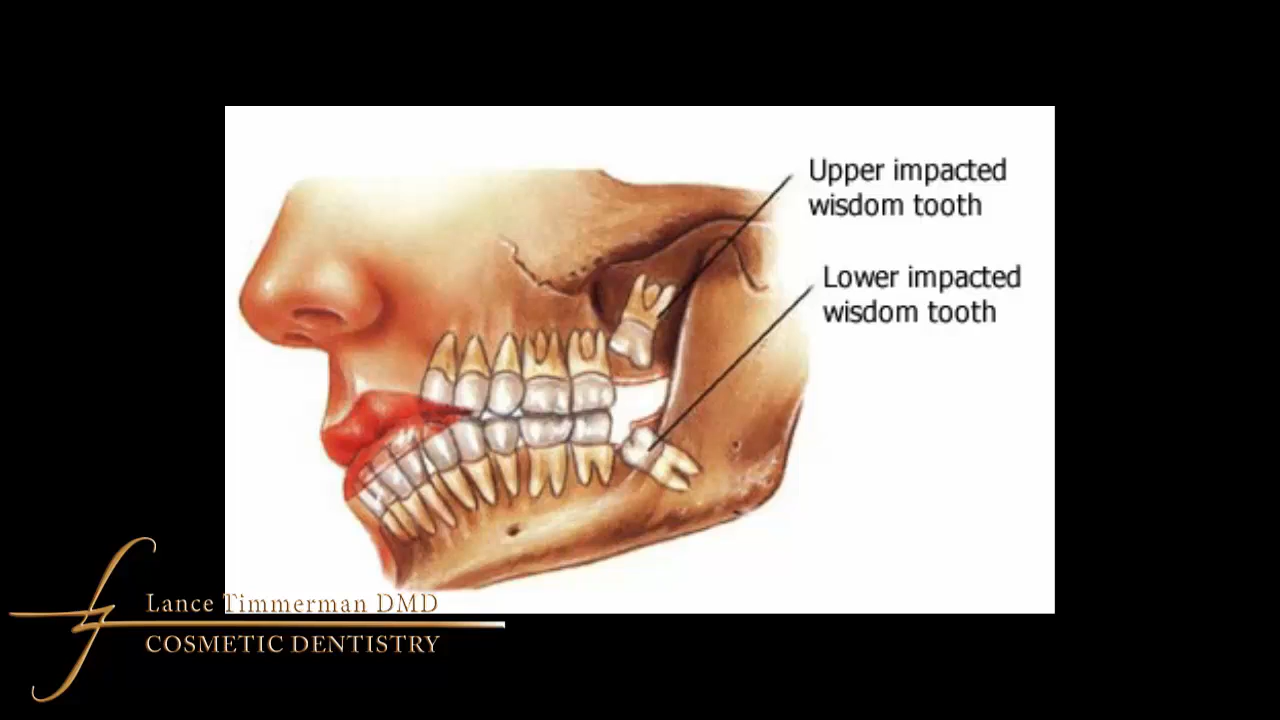 Upper impacted
wisdom tooth
Lower impacted
wisdom tooth
Lance Timmerman DMD
COSMETIC DENTISTRY